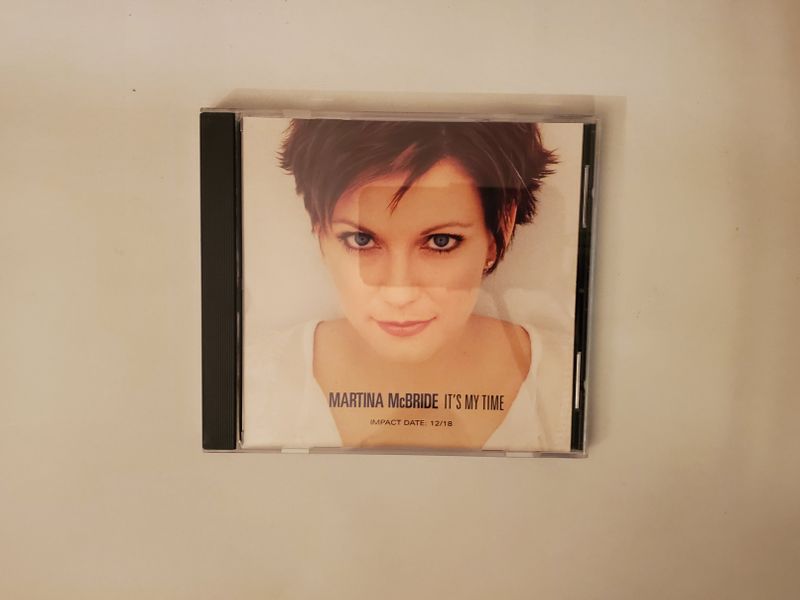 MARTINA McBRIDE IT'S MY TIME
IMPACT DATE: 12/18